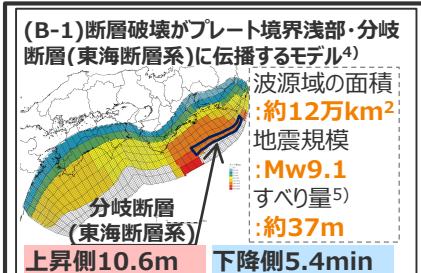 (B-1)断層破壊がプレート境界浅部・分岐
断層(東海断層系)に伝播するモデル4)
波源域の面積
:約12万km2
地震規模
:Mw9.1
すべり量5)
:約37m
分岐断層
(東海断層系)
上昇側10.6m 下降側5.4min